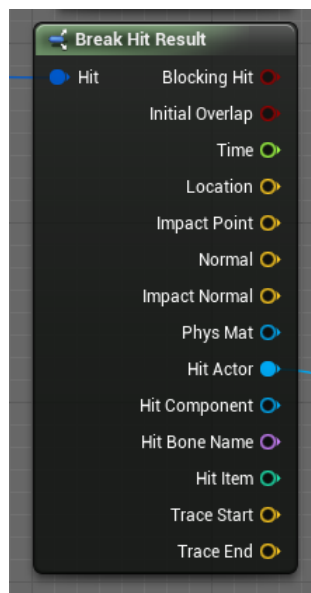 Break Hit Result
Hit Blocking Hit
Initial Overlap
Time
Location
Impact Point
Normal
Impact Normal
Phys Mat
Hit Actor
Hit Component
Hit Bone Name
Hit Item
Trace Start
Trace End